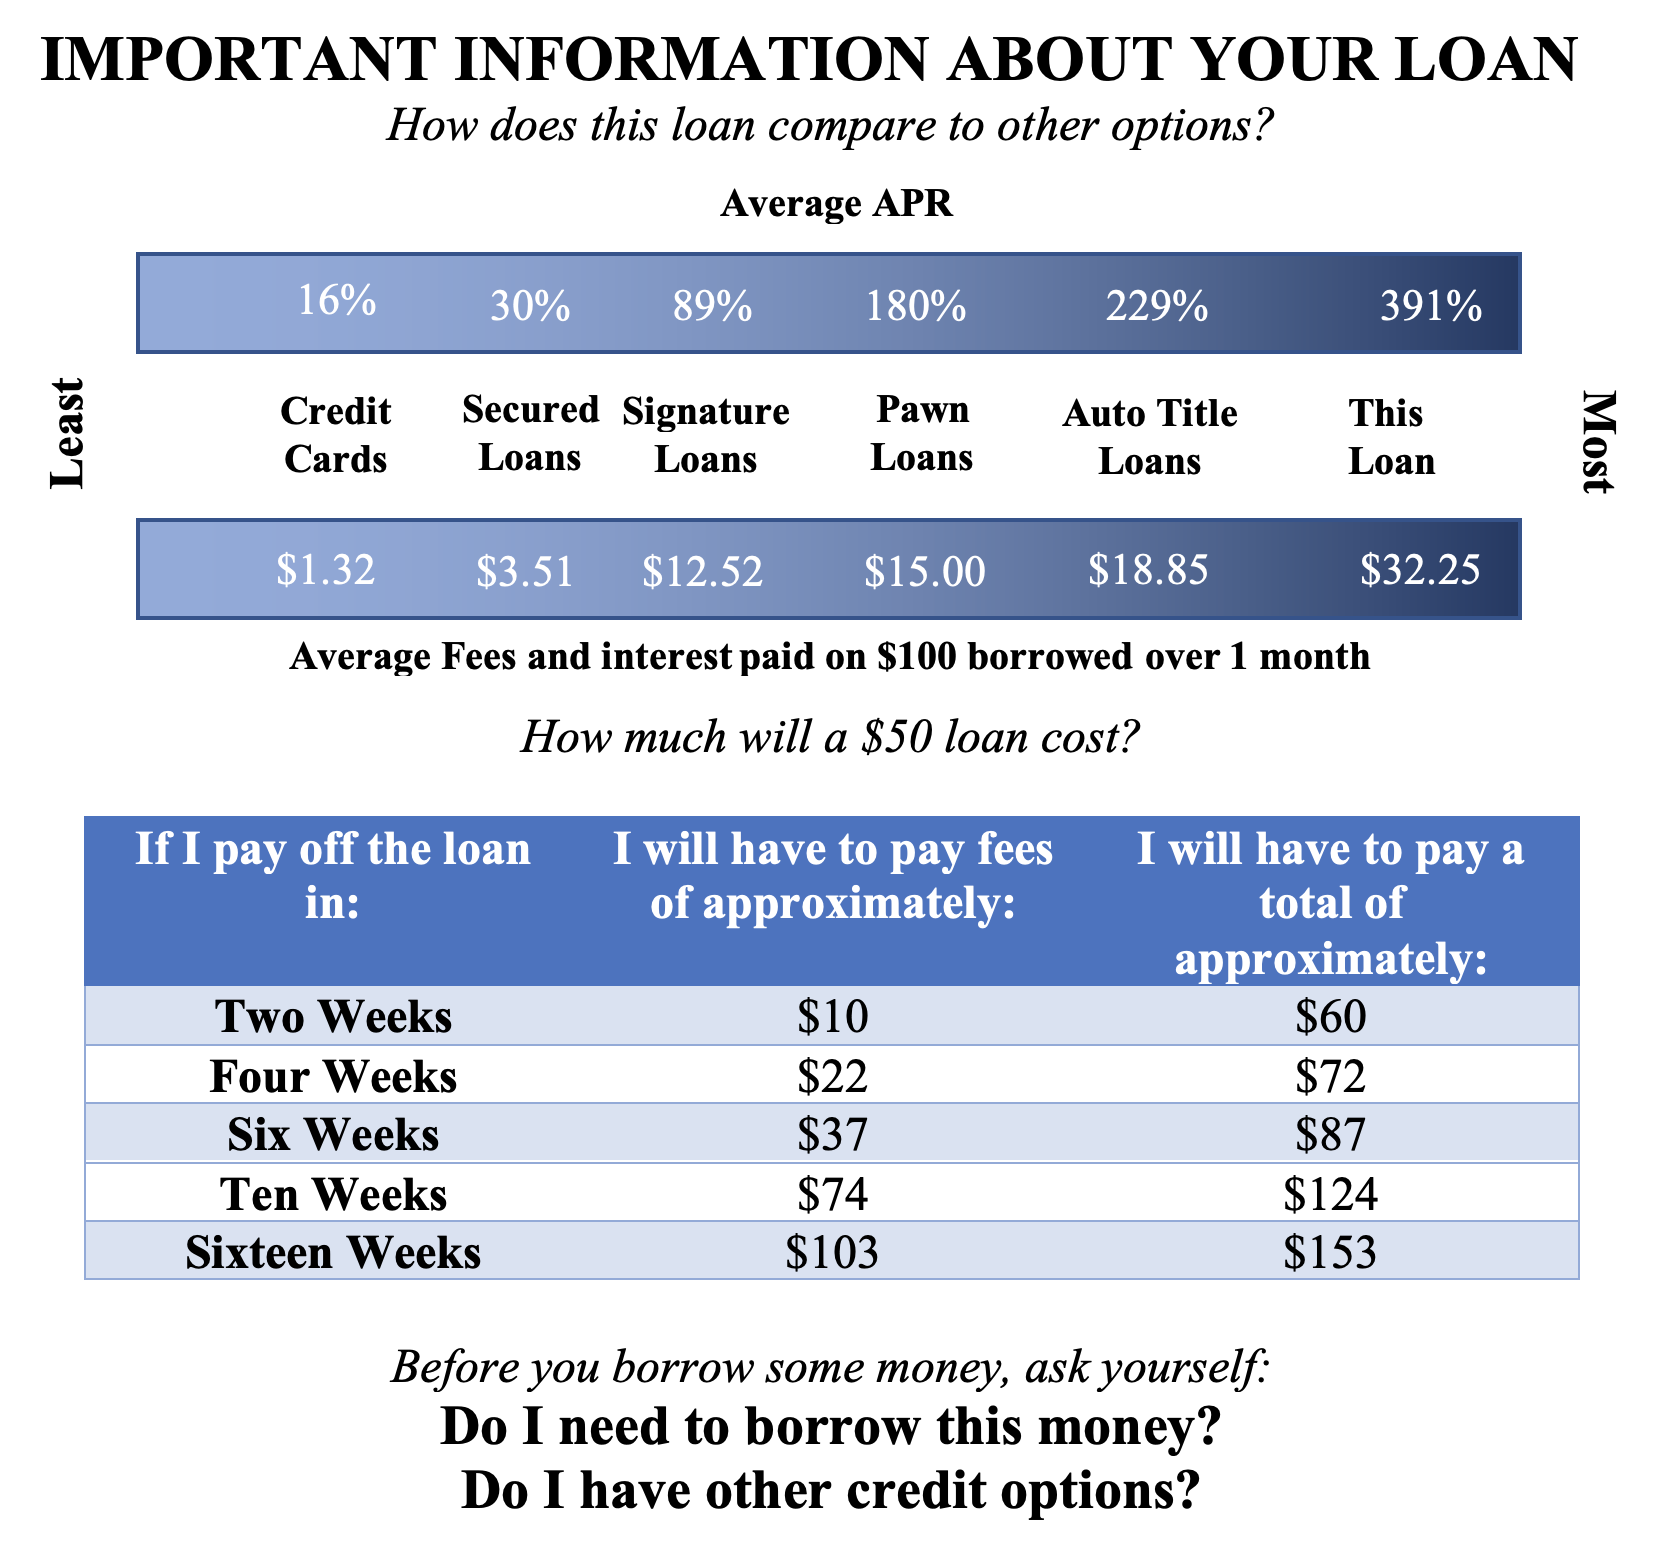 IMPORTANT INFORMATION ABOUT YOUR LOAN
How does this loan compare to other options?
Average APR
16% 30% 89% 180% 229% 391%
Least
Credit Cards
Secured Loans
Signature Loans
Pawn Loans
Auto Title Loans
This Loan
Most
$1.32 $3.51 $12.52 $15.00 $18.85 $32.25
Average Fees and interest paid on $100 borrowed over 1 month
How much will a $50 loan cost?
If I pay off the loan in:
I will have to pay fees of approximately:
I will have to pay a total of approximately:
Two Weeks $10 $60
Four Weeks $22 $72
Six Weeks $37 $87
Ten Weeks $74 $124
Sixteen Weeks $103 $153
Before you borrow some money, ask yourself:
Do I need to borrow this money?
Do I have other credit options?